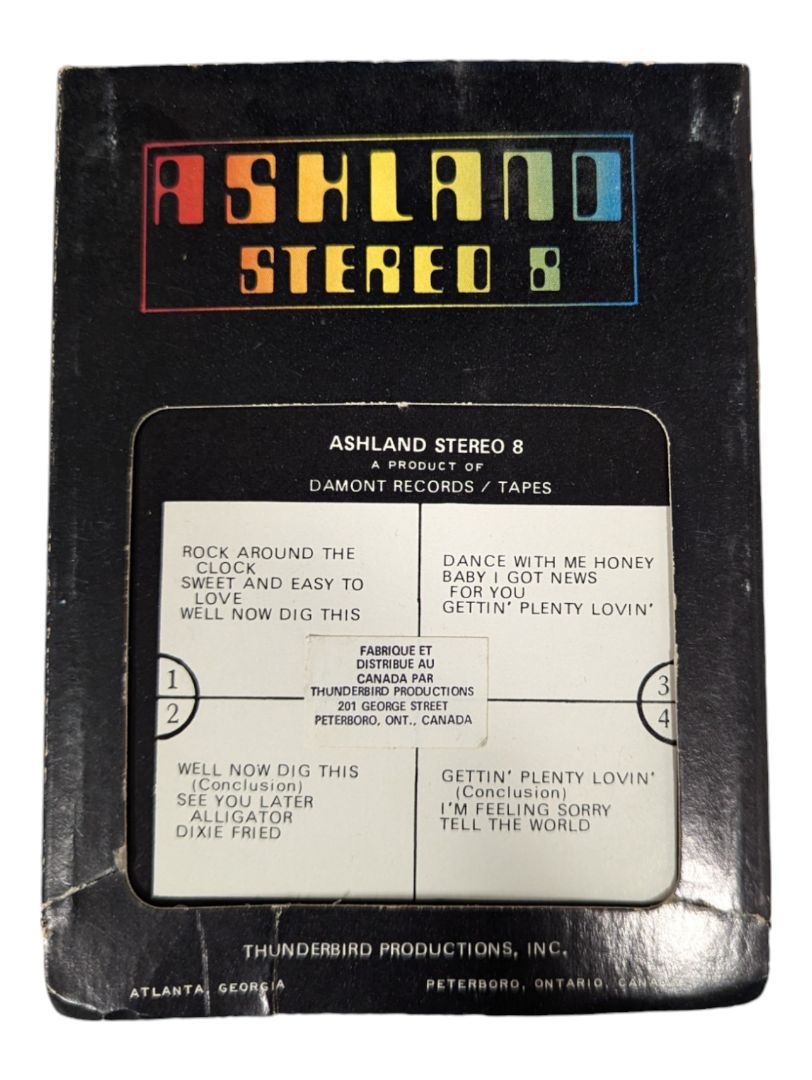 ASHLAND
STEREO 8
ASHLAND STEREO 8
A PRODUCT OF
DAMONT RECORDS / TAPES
ROCK AROUND THE
CLOCK
SWEET AND EASY TO
LOVE
WELL NOW DIG THIS
DANCE WITH ME HONEY
BABY I GOT NEWS
FOR YOU
GETTIN' PLENTY LOVIN'
FABRIQUE ET
DISTRIBUE AU
CANADA PAR
THUNDERBIRD PRODUCTIONS
201 GEORGE STREET
PETERBORO, ONT., CANADA
1
2
3
4
WELL NOW DIG THIS
(Conclusion)
SEE YOU LATER
ALLIGATOR
DIXIE FRIED
GETTIN' PLENTY LOVIN'
(Conclusion)
I'M FEELING SORRY
TELL THE WORLD
THUNDERBIRD PRODUCTIONS, INC.
ATLANTA, GEORGIA
PETERBORO, ONTARIO, CANADA